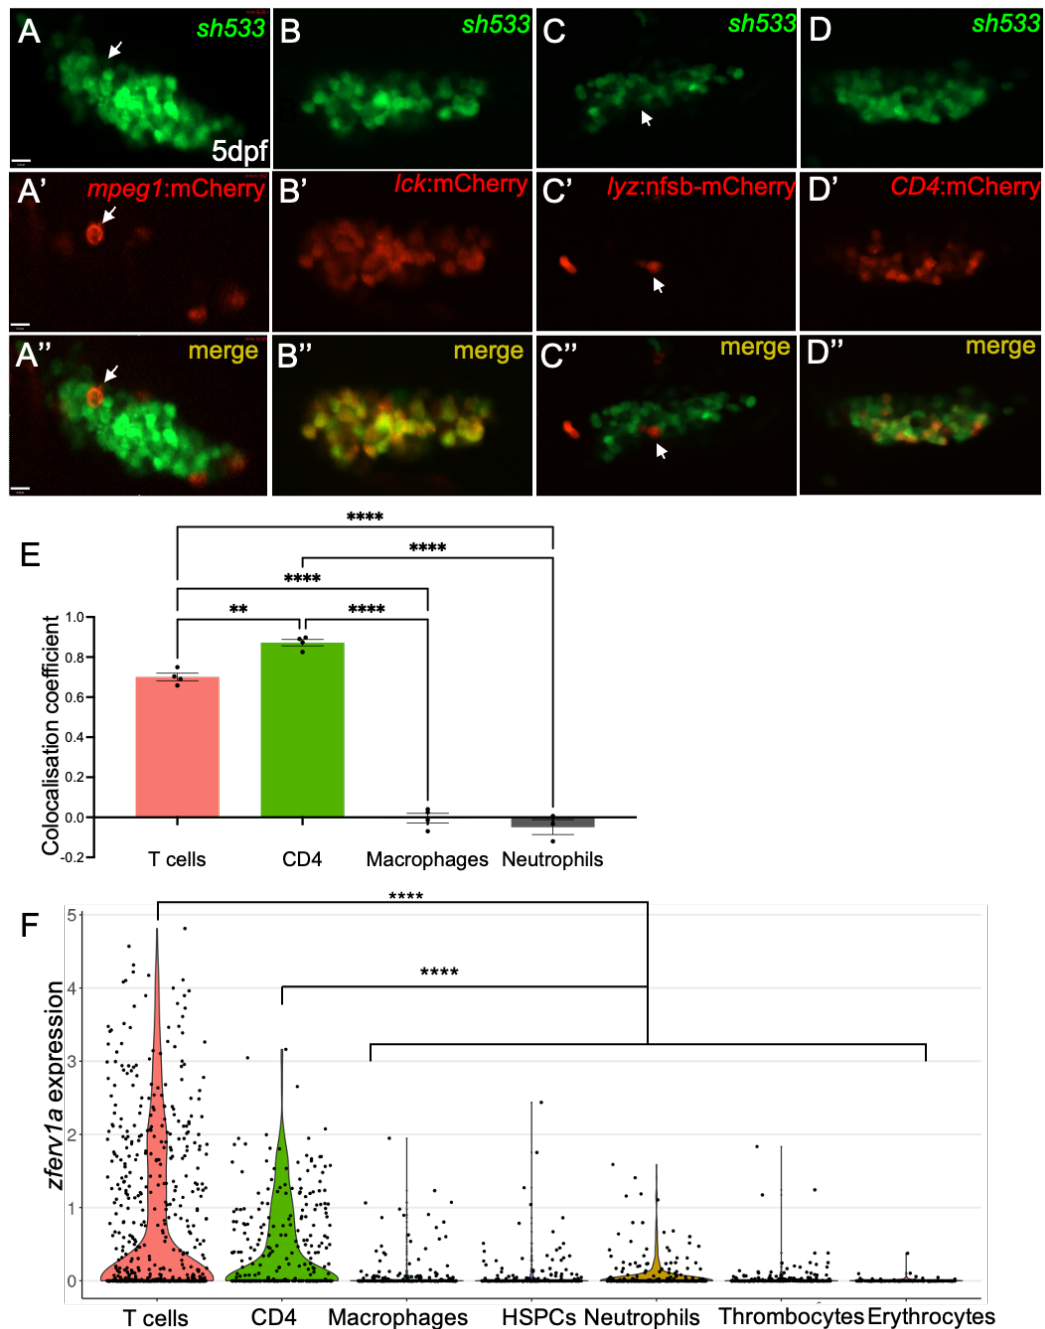 A
sh533
5dpf
B
sh533
C
sh533
D
sh533
A’
mpeg1:mCherry
B’
lck:mCherry
C’
lyz:nfsb-mCherry
D’
CD4:mCherry
A’’
merge
B’’
merge
C’’
merge
D’’
merge
E
****
****
****
**
****
Colocalisation coefficient
1.0
0.8
0.6
0.4
0.2
0.0
-0.2
T cells
CD4
Macrophages
Neutrophils
F
****
****
zferv1a expression
5
4
3
2
1
0
T cells
CD4
Macrophages
HSPCs
Neutrophils
Thrombocytes
Erythrocytes